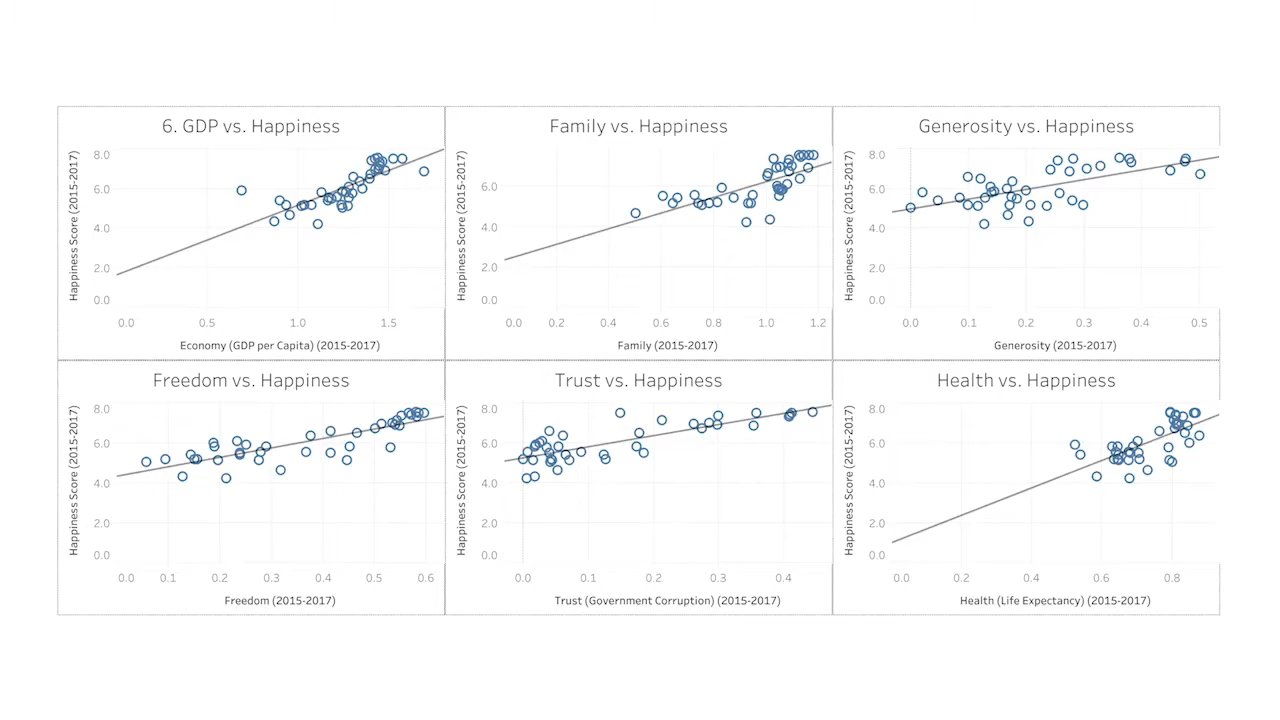 6. GDP vs. Happiness
Happiness Score (2015-2017)
8.0
6.0
4.0
2.0
0.0
0.0 0.5 1.0 1.5
Economy (GDP per Capita) (2015-2017)
Family vs. Happiness
Happiness Score (2015-2017)
6.0
4.0
2.0
0.0
0.0 0.2 0.4 0.6 0.8 1.0 1.2
Family (2015-2017)
Generosity vs. Happiness
Happiness Score (2015-2017)
8.0
6.0
4.0
2.0
0.0
0.0 0.1 0.2 0.3 0.4 0.5
Generosity (2015-2017)
Freedom vs. Happiness
Happiness Score (2015-2017)
8.0
6.0
4.0
2.0
0.0
0.0 0.1 0.2 0.3 0.4 0.5 0.6
Freedom (2015-2017)
Trust vs. Happiness
Happiness Score (2015-2017)
8.0
6.0
4.0
2.0
0.0
0.0 0.1 0.2 0.3 0.4
Trust (Government Corruption) (2015-2017)
Health vs. Happiness
Happiness Score (2015-2017)
8.0
6.0
4.0
2.0
0.0
0.0 0.2 0.4 0.6 0.8
Health (Life Expectancy) (2015-2017)